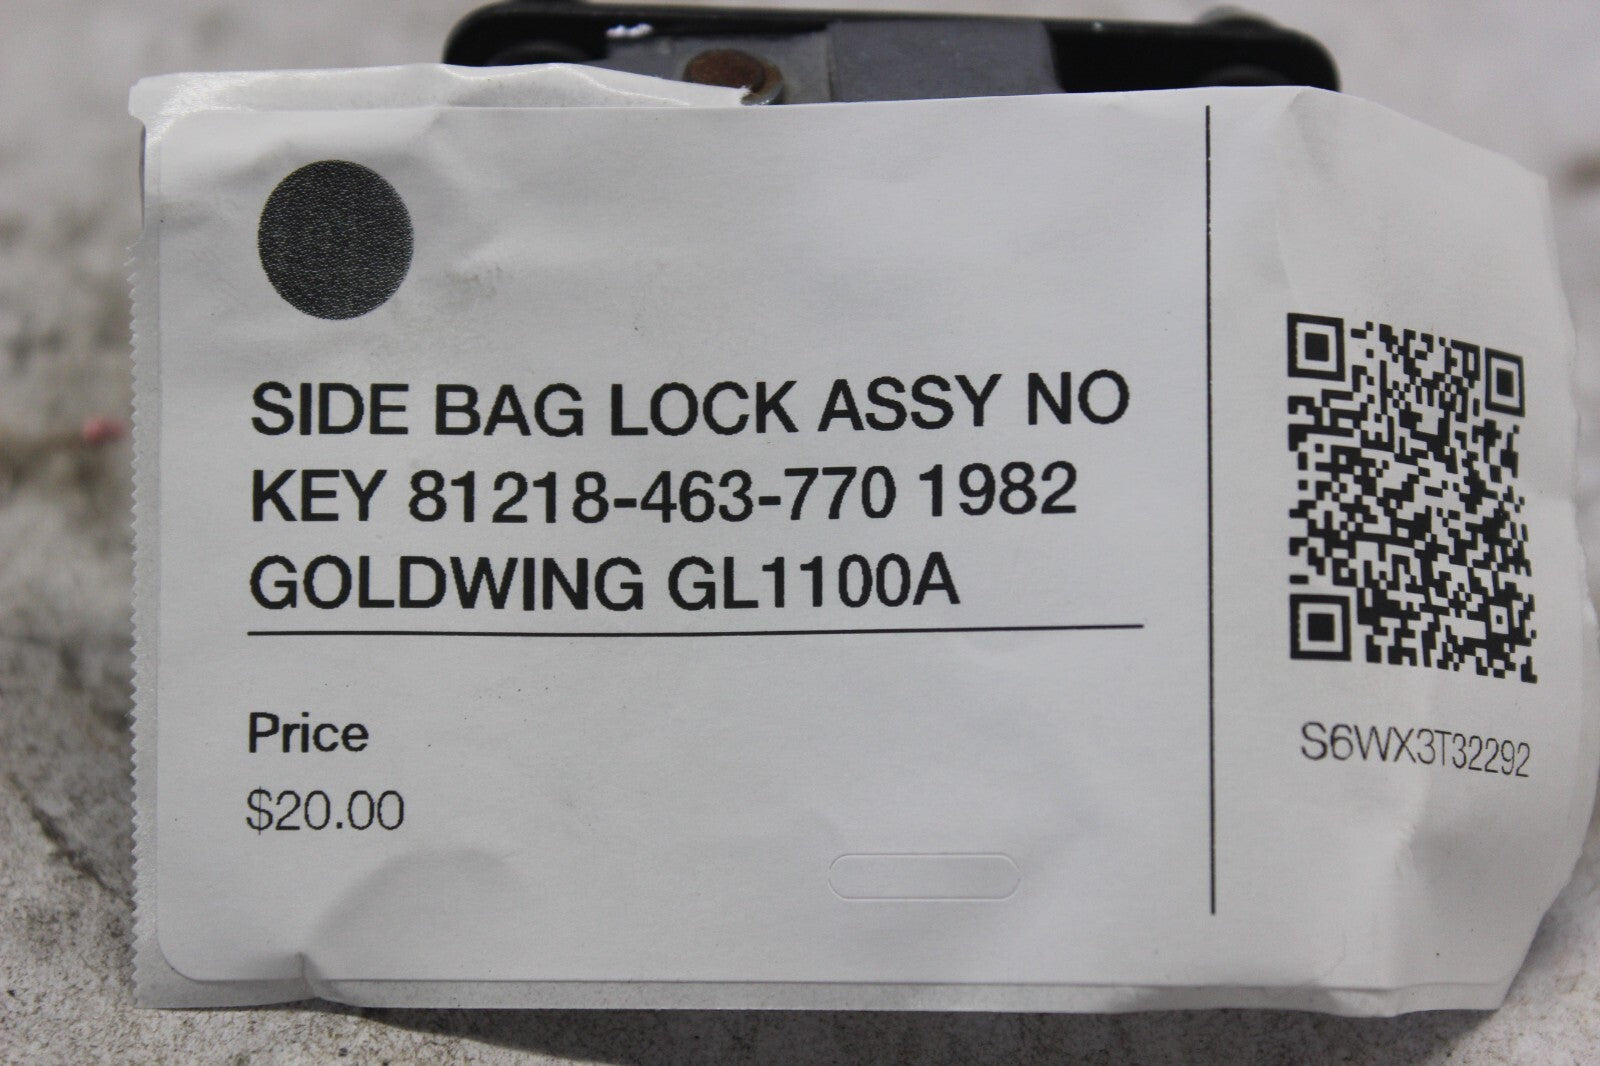 SIDE BAG LOCK ASSY NO
KEY 81218-463-770 1982
GOLDWING GL1100A
Price
$20.00
S6WX3T32292